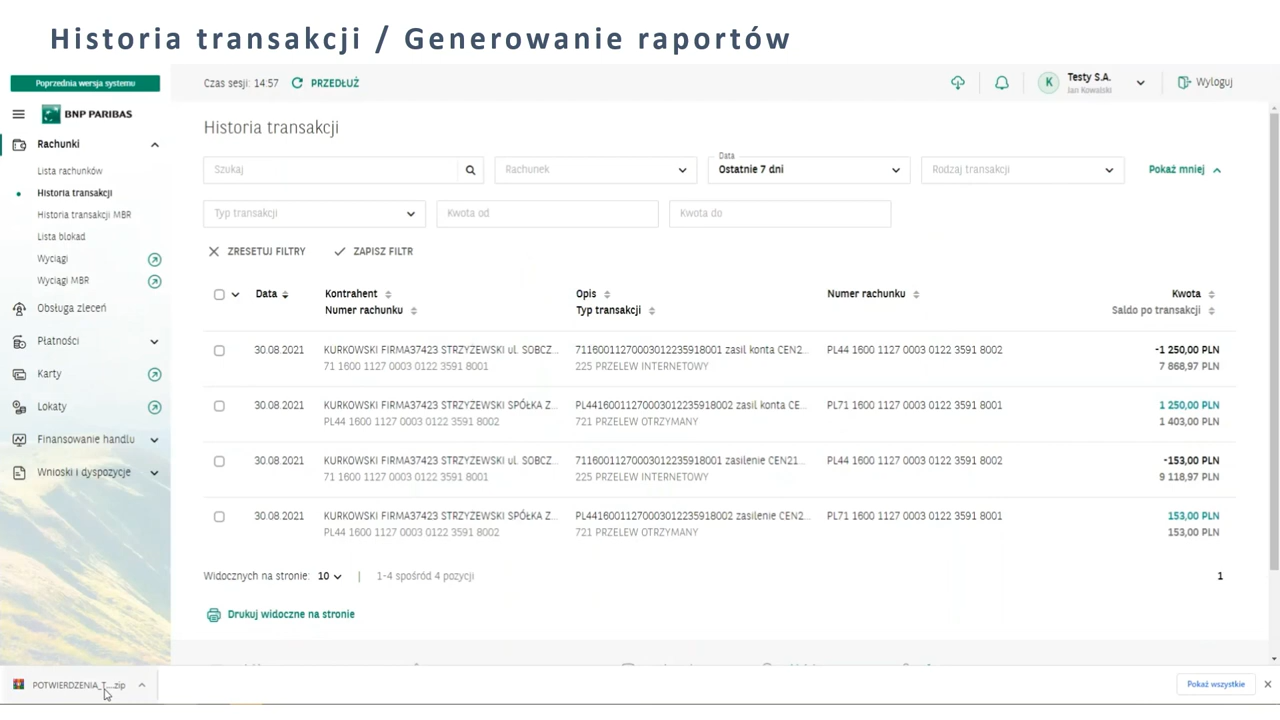 Historia transakcji / Generowanie raportów
Poprzednia wersja systemu
Czas sesji: 14:57 PRZEDŁUŻ
K
Testy S.A.
Jan Kowalski
Wyloguj
BNP PARIBAS
Rachunki
Lista rachunków
Historia transakcji
Historia transakcji MBR
Lista blokad
Wyciągi
Wyciągi MBR
Obsługa zleceń
Płatności
Karty
Lokaty
Finansowanie handlu
Wnioski i dyspozycje
Historia transakcji
Szukaj
Rachunek
Data
Ostatnie 7 dni
Rodzaj transakcji
Pokaż mniej
Typ transakcji
Kwota od
Kwota do
ZRESETUJ FILTRY
ZAPISZ FILTR
Data Kontrahent Opis Numer rachunku Kwota
Numer rachunku Typ transakcji Saldo po transakcji
30.08.2021 KURKOWSKI FIRMA37423 STRZYŻEWSKI ul. SOBCZ... 71160011270003012235918001 zasil konta CEN2... PL44 1600 1127 0003 0122 3591 8002 -1 250,00 PLN
71 1600 1127 0003 0122 3591 8001 225 PRZELEW INTERNETOWY 7 868,97 PLN
30.08.2021 KURKOWSKI FIRMA37423 STRZYŻEWSKI SPÓŁKA Z... PL44160011270003012235918002 zasil konta CE... PL71 1600 1127 0003 0122 3591 8001 1 250,00 PLN
PL44 1600 1127 0003 0122 3591 8002 721 PRZELEW OTRZYMANY 1 403,00 PLN
30.08.2021 KURKOWSKI FIRMA37423 STRZYŻEWSKI ul. SOBCZ... 71160011270003012235918001 zasilenie CEN21... PL44 1600 1127 0003 0122 3591 8002 -153,00 PLN
71 1600 1127 0003 0122 3591 8001 225 PRZELEW INTERNETOWY 9 118,97 PLN
30.08.2021 KURKOWSKI FIRMA37423 STRZYŻEWSKI SPÓŁKA Z... PL44160011270003012235918002 zasilenie CEN2... PL71 1600 1127 0003 0122 3591 8001 153,00 PLN
PL44 1600 1127 0003 0122 3591 8002 721 PRZELEW OTRZYMANY 153,00 PLN
Widocznych na stronie: 10 | 1-4 spośród 4 pozycji 1
Drukuj widoczne na stronie
POTWIERDZENIA_T....zip
Pokaż wszystkie